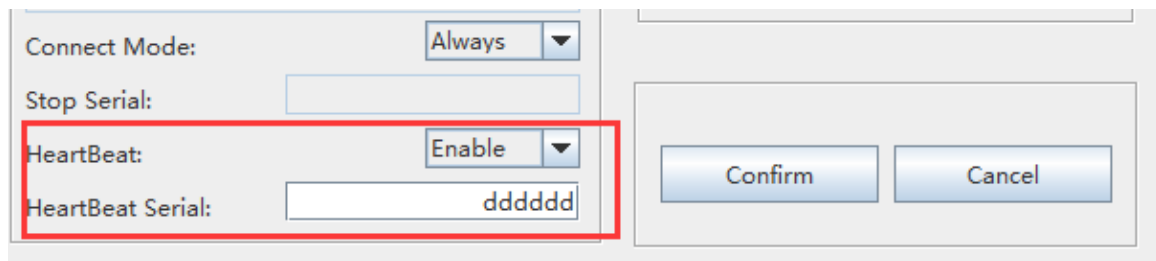 Connect Mode: Always
Stop Serial:
HeartBeat: Enable
HeartBeat Serial: dddddd
Confirm Cancel